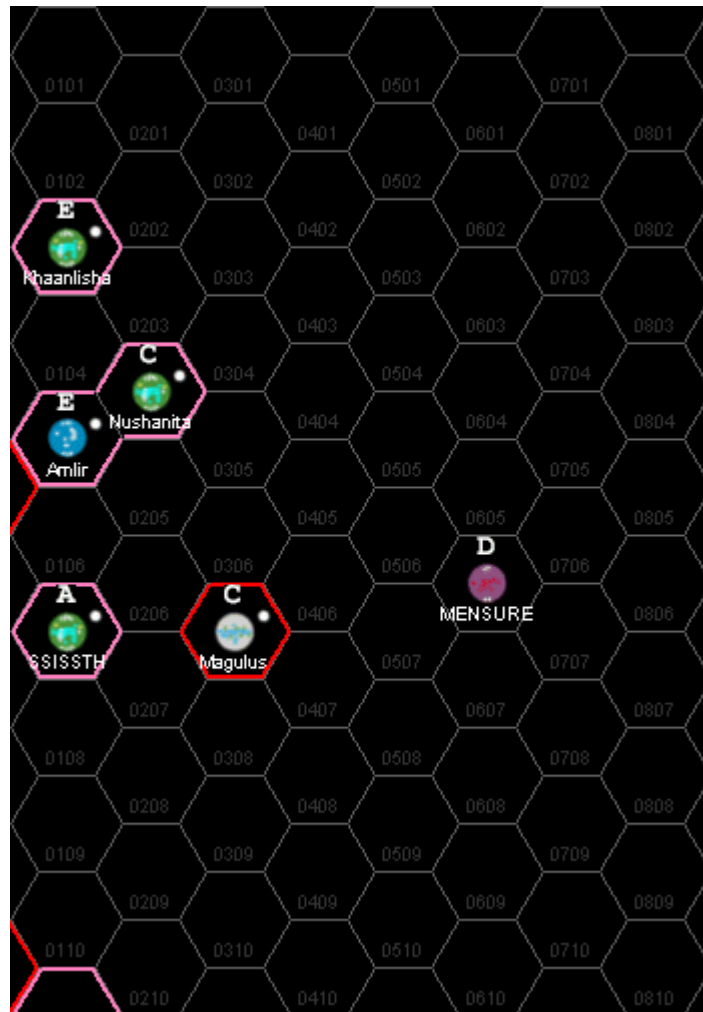 0101 0301 0501 0701
0201 0401 0601 0801
0102 0302 0502 0702
E
0202 0402 0602 0802
Khaanlisha 0303 0503 0703
0203 0403 0603 0803
C
0104 0304 0504 0704
E
Nushanita 0404 0604 0804
Amlir 0305 0505 0705
0205 0405 0605 0805
D
0106 0306 0506 0706
A C
0206 0406 MENSURE 0806
SSISSTH Magulus 0507 0707
0207 0407 0607 0807
0108 0308 0508 0708
0208 0408 0608 0808
0109 0309 0509 0709
0209 0409 0609 0809
0110 0310 0510 0710
0210 0410 0610 0810